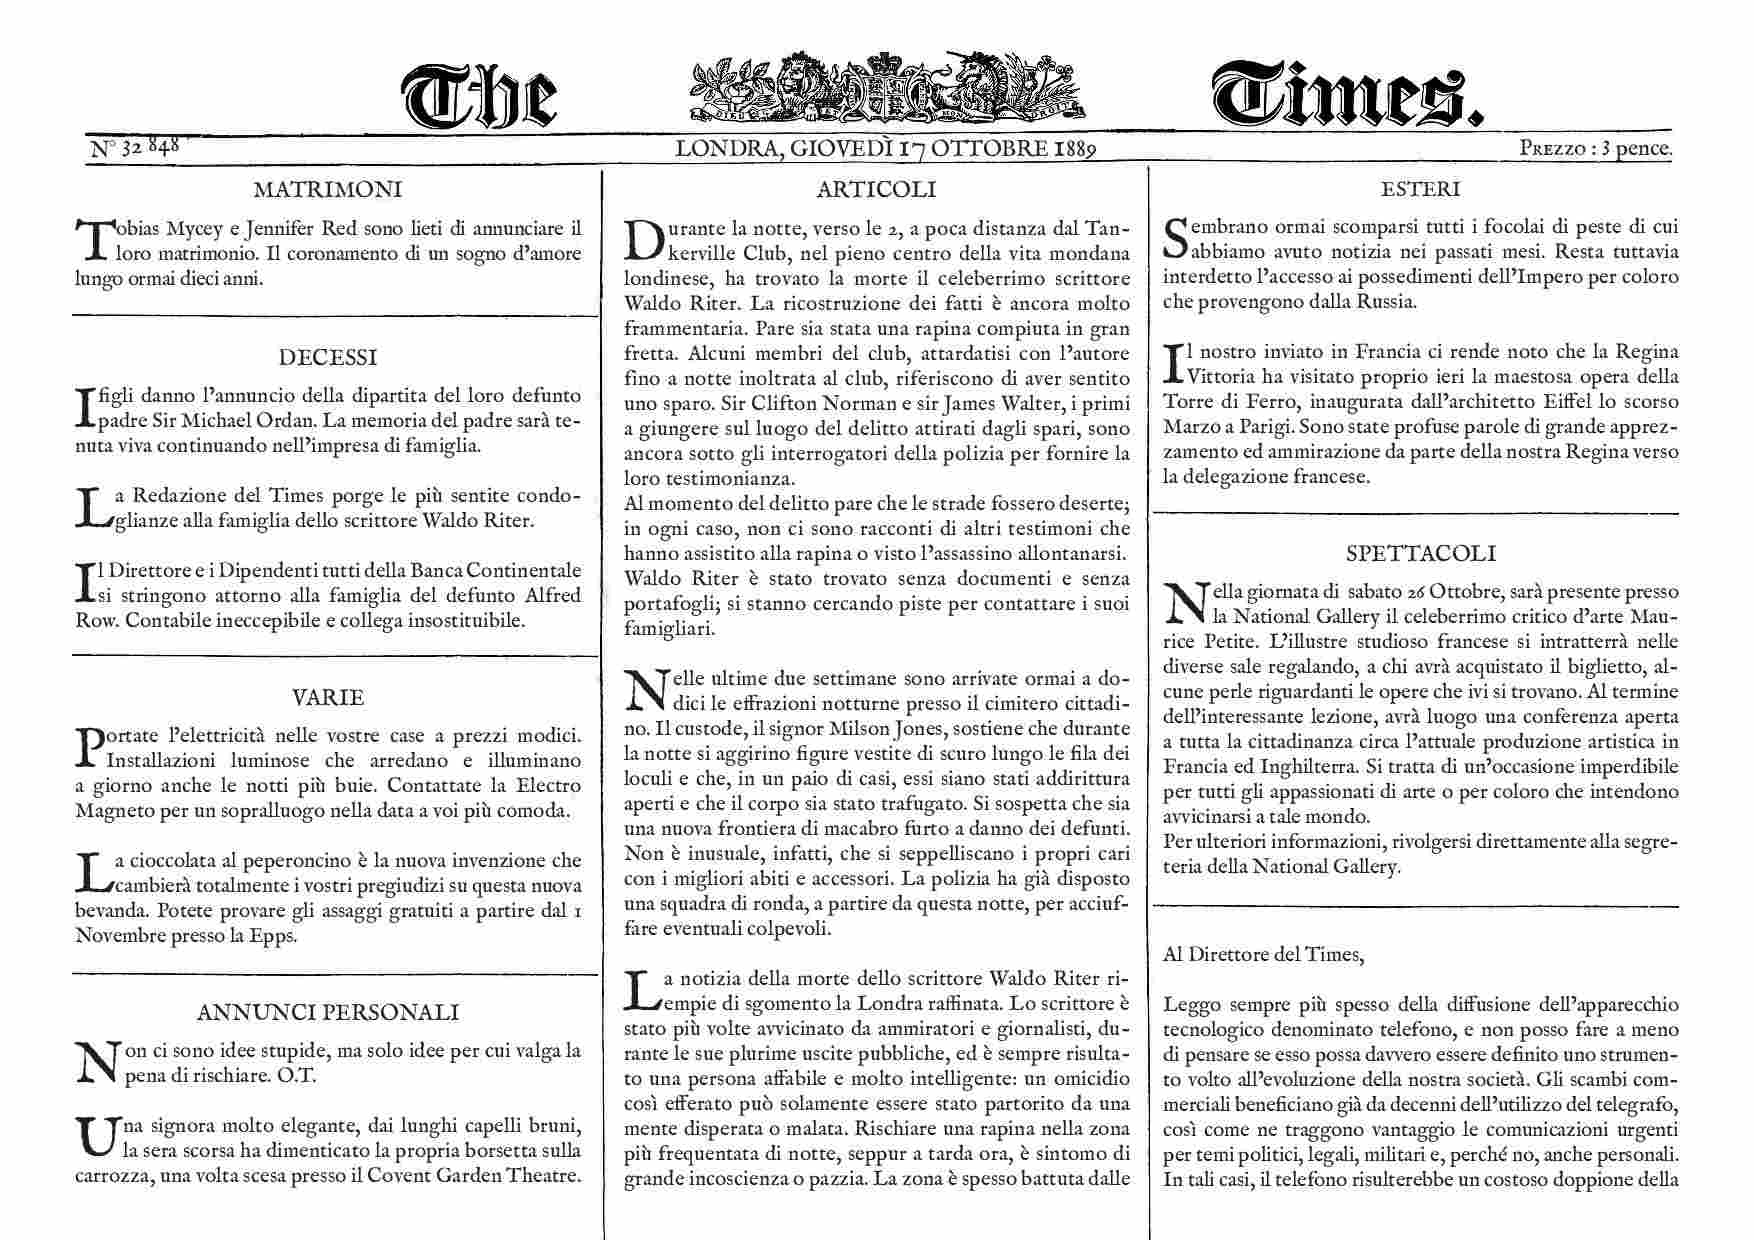 The Times.
N° 32 848
LONDRA, GIOVEDÌ 17 OTTOBRE 1889
PREZZO : 3 pence.
MATRIMONI
Tobias Mycey e Jennifer Red sono lieti di annunciare il
loro matrimonio. Il coronamento di un sogno d'amore
lungo ormai dieci anni.
DECESSI
I figli danno l'annuncio della dipartita del loro defunto
padre Sir Michael Ordan. La memoria del padre sarà te-
nuta viva continuando nell'impresa di famiglia.
La Redazione del Times porge le più sentite condo-
glianze alla famiglia dello scrittore Waldo Riter.
Il Direttore e i Dipendenti tutti della Banca Continentale
si stringono attorno alla famiglia del defunto Alfred
Row. Contabile ineccepibile e collega insostituibile.
VARIE
Portate l'elettricità nelle vostre case a prezzi modici.
Installazioni luminose che arredano e illuminano
a giorno anche le notti più buie. Contattate la Electro
Magneto per un sopralluogo nella data a voi più comoda.
La cioccolata al peperoncino è la nuova invenzione che
cambierà totalmente i vostri pregiudizi su questa nuova
bevanda. Potete provare gli assaggi gratuiti a partire dal 1
Novembre presso la Epps.
ANNUNCI PERSONALI
Non ci sono idee stupide, ma solo idee per cui valga la
pena di rischiare. O.T.
Una signora molto elegante, dai lunghi capelli bruni,
la sera scorsa ha dimenticato la propria borsetta sulla
carrozza, una volta scesa presso il Covent Garden Theatre.
ARTICOLI
Durante la notte, verso le 2, a poca distanza dal Tan-
kerville Club, nel pieno centro della vita mondana
londinese, ha trovato la morte il celeberrimo scrittore
Waldo Riter. La ricostruzione dei fatti è ancora molto
frammentaria. Pare sia stata una rapina compiuta in gran
fretta. Alcuni membri del club, attardatisi con l'autore
fino a notte inoltrata al club, riferiscono di aver sentito
uno sparo. Sir Clifton Norman e sir James Walter, i primi
a giungere sul luogo del delitto attirati dagli spari, sono
ancora sotto gli interrogatori della polizia per fornire la
loro testimonianza.
Al momento del delitto pare che le strade fossero deserte;
in ogni caso, non ci sono racconti di altri testimoni che
hanno assistito alla rapina o visto l'assassino allontanarsi.
Waldo Riter è stato trovato senza documenti e senza
portafogli; si stanno cercando piste per contattare i suoi
famigliari.
Nelle ultime due settimane sono arrivate ormai a do-
dici le effrazioni notturne presso il cimitero cittadi-
no. Il custode, il signor Milson Jones, sostiene che durante
la notte si aggirino figure vestite di scuro lungo le fila dei
loculi e che, in un paio di casi, essi siano stati addirittura
aperti e che il corpo sia stato trafugato. Si sospetta che sia
una nuova frontiera di macabro furto a danno dei defunti.
Non è inusuale, infatti, che si seppelliscano i propri cari
con i migliori abiti e accessori. La polizia ha già disposto
una squadra di ronda, a partire da questa notte, per acciuf-
fare eventuali colpevoli.
La notizia della morte dello scrittore Waldo Riter ri-
empie di sgomento la Londra raffinata. Lo scrittore è
stato più volte avvicinato da ammiratori e giornalisti, du-
rante le sue plurime uscite pubbliche, ed è sempre risulta-
to una persona affabile e molto intelligente: un omicidio
così efferato può solamente essere stato partorito da una
mente disperata o malata. Rischiare una rapina nella zona
più frequentata di notte, seppur a tarda ora, è sintomo di
grande incoscienza o pazzia. La zona è spesso battuta dalle
ESTERI
Sembrano ormai scomparsi tutti i focolai di peste di cui
abbiamo avuto notizia nei passati mesi. Resta tuttavia
interdetto l'accesso ai possedimenti dell'Impero per coloro
che provengono dalla Russia.
Il nostro inviato in Francia ci rende noto che la Regina
Vittoria ha visitato proprio ieri la maestosa opera della
Torre di Ferro, inaugurata dall'architetto Eiffel lo scorso
Marzo a Parigi. Sono state profuse parole di grande apprez-
zamento ed ammirazione da parte della nostra Regina verso
la delegazione francese.
SPETTACOLI
Nella giornata di sabato 26 Ottobre, sarà presente presso
la National Gallery il celeberrimo critico d'arte Mau-
rice Petite. L'illustre studioso francese si intratterrà nelle
diverse sale regalando, a chi avrà acquistato il biglietto, al-
cune perle riguardanti le opere che ivi si trovano. Al termine
dell'interessante lezione, avrà luogo una conferenza aperta
a tutta la cittadinanza circa l'attuale produzione artistica in
Francia ed Inghilterra. Si tratta di un'occasione imperdibile
per tutti gli appassionati di arte o per coloro che intendono
avvicinarsi a tale mondo.
Per ulteriori informazioni, rivolgersi direttamente alla segre-
teria della National Gallery.
Al Direttore del Times,
Leggo sempre più spesso della diffusione dell'apparecchio
tecnologico denominato telefono, e non posso fare a meno
di pensare se esso possa davvero essere definito uno strumen-
to volto all'evoluzione della nostra società. Gli scambi com-
merciali beneficiano già da decenni dell'utilizzo del telegrafo,
così come ne traggono vantaggio le comunicazioni urgenti
per temi politici, legali, militari e, perché no, anche personali.
In tali casi, il telefono risulterebbe un costoso doppione della